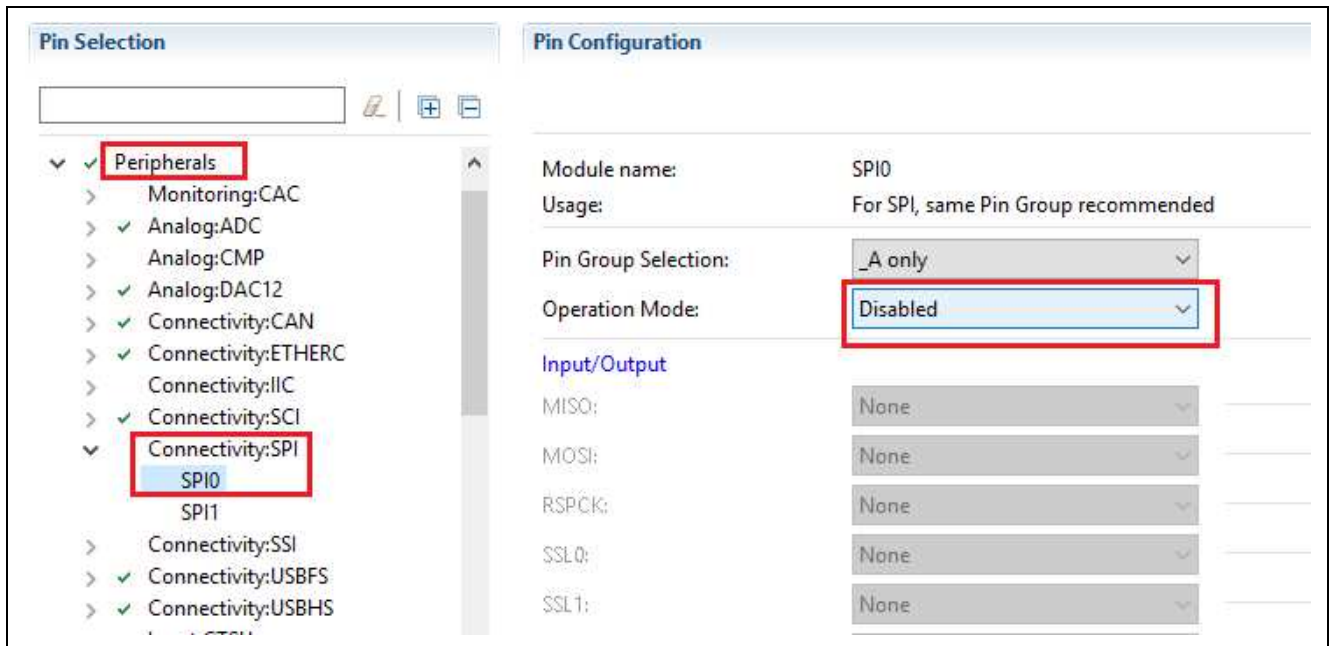 Pin Selection
Peripherals
Monitoring:CAC
Analog:ADC
Analog:CMP
Analog:DAC12
Connectivity:CAN
Connectivity:ETHERC
Connectivity:IIC
Connectivity:SCI
Connectivity:SPI
SPI0
SPI1
Connectivity:SSI
Connectivity:USBFS
Connectivity:USBHS
Pin Configuration
Module name: SPI0
Usage: For SPI, same Pin Group recommended
Pin Group Selection: _A only
Operation Mode: Disabled
Input/Output
MISO: None
MOSI: None
RSPCK: None
SSL0: None
SSL1: None